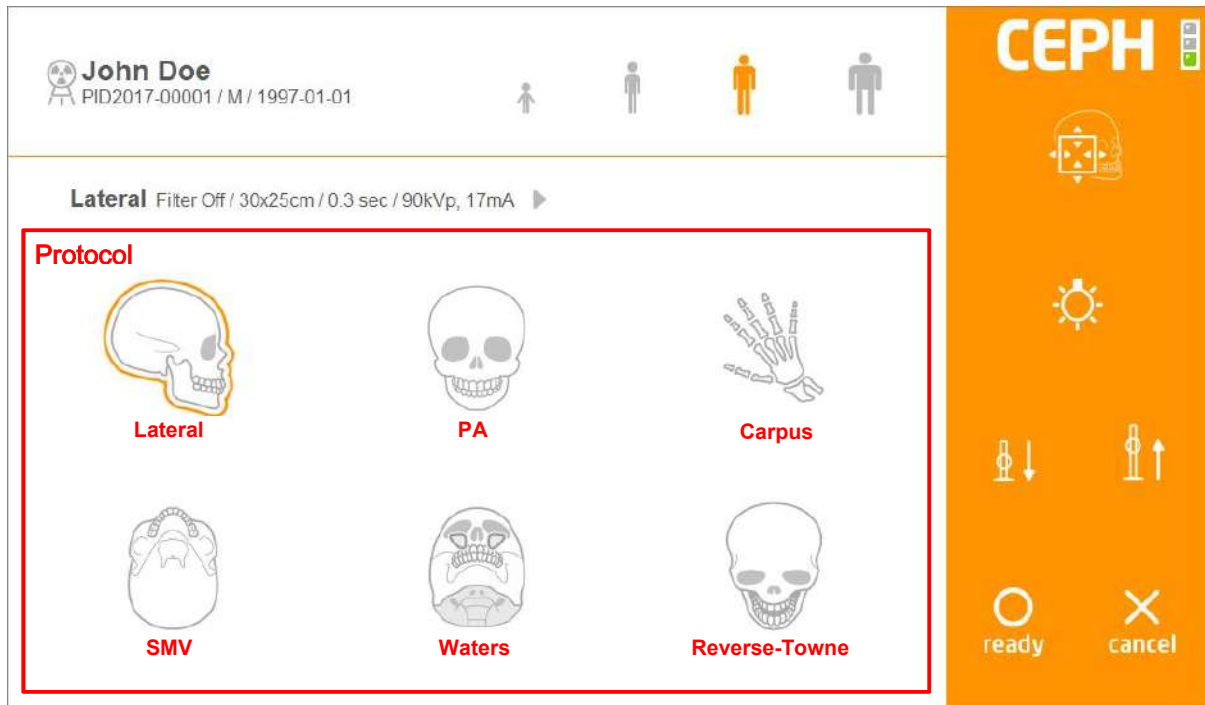 John Doe
PID2017-00001 / M / 1997-01-01
CEPH
Lateral Filter Off / 30x25cm / 0.3 sec / 90kVp, 17mA
Protocol
Lateral
PA
Carpus
SMV
Waters
Reverse-Towne
ready
cancel